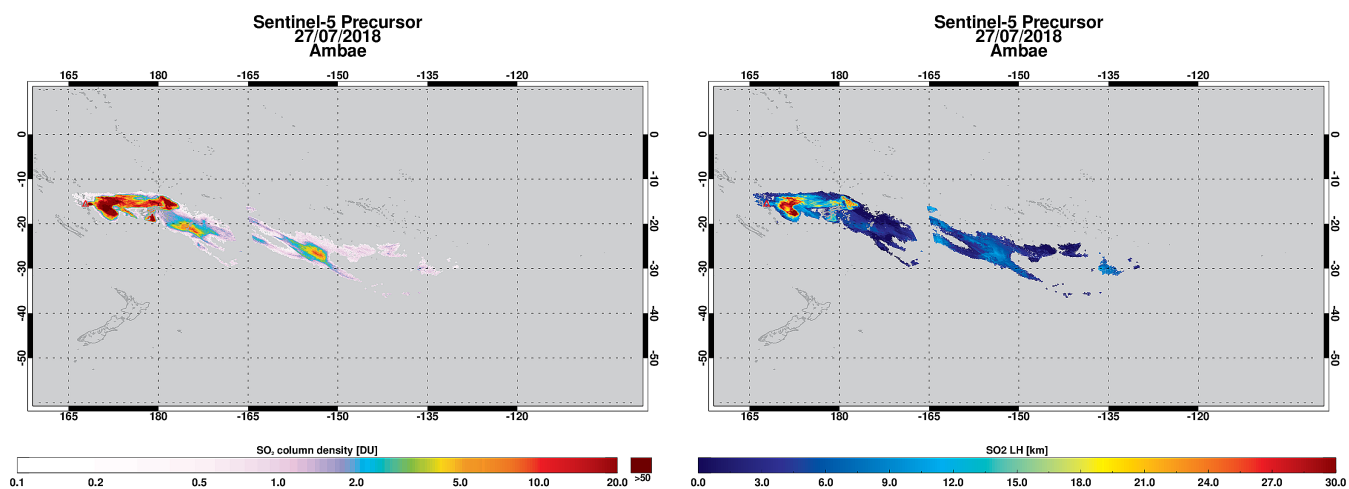 Sentinel-5 Precursor
27/07/2018
Ambae
165 180 -165 -150 -135 -120
0 0
-10 -10
-20 -20
-30 -30
-40 -40
-50 -50
165 180 -165 -150 -135 -120
SO₂ column density [DU]
0.1 0.2 0.5 1.0 2.0 5.0 10.0 20.0 >50
Sentinel-5 Precursor
27/07/2018
Ambae
165 180 -165 -150 -135 -120
0 0
-10 -10
-20 -20
-30 -30
-40 -40
-50 -50
165 180 -165 -150 -135 -120
SO2 LH [km]
0.0 3.0 6.0 9.0 12.0 15.0 18.0 21.0 24.0 27.0 30.0